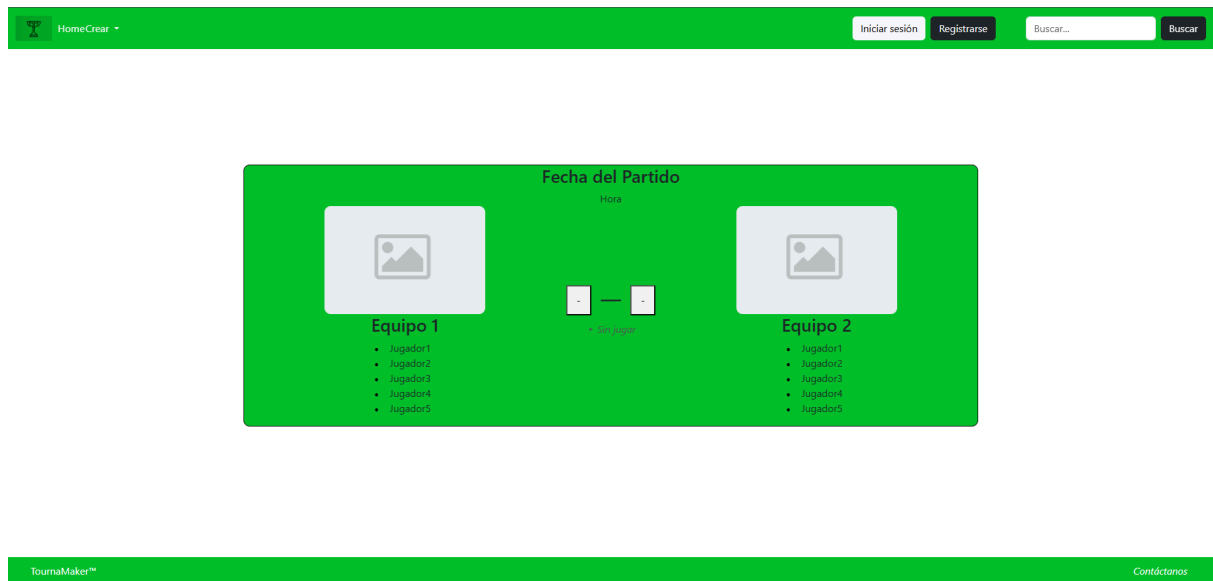 HomeCrear
Iniciar sesión
Registrarse
Buscar...
Buscar
Fecha del Partido
Hora
- — -
• Sin jugar
Equipo 1
• Jugador1
• Jugador2
• Jugador3
• Jugador4
• Jugador5
Equipo 2
• Jugador1
• Jugador2
• Jugador3
• Jugador4
• Jugador5
TournaMaker™
Contáctanos